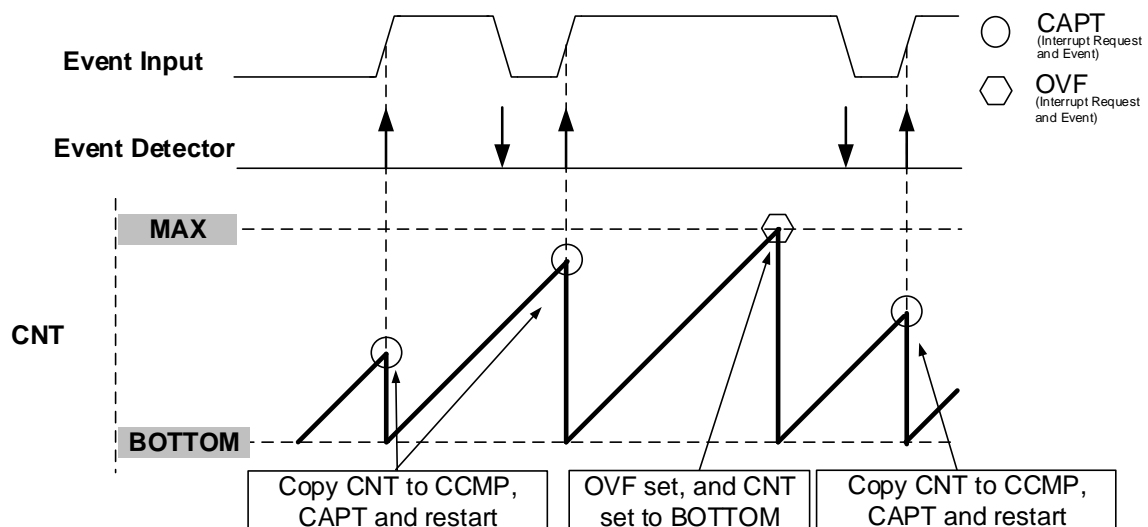 CAPT
(Interrupt Request
and Event)
Event Input
OVF
(Interrupt Request
and Event)
Event Detector
MAX
CNT
BOTTOM
Copy CNT to CCMP,
CAPT and restart
OVF set, and CNT
set to BOTTOM
Copy CNT to CCMP,
CAPT and restart